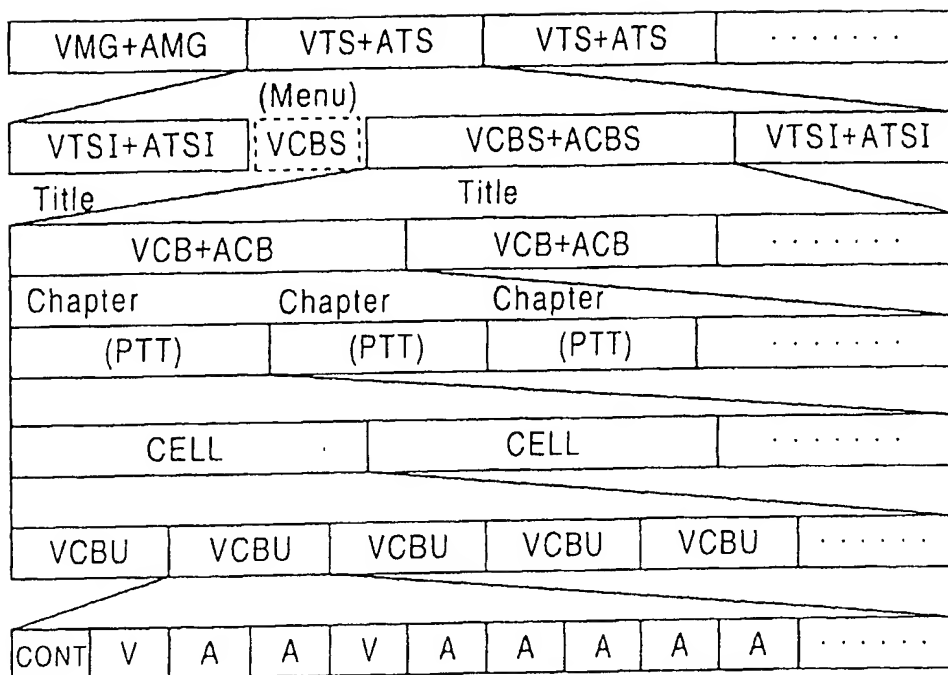 VMG+AMG VTS+ATS VTS+ATS .......
(Menu)
VTSI+ATSI VCBS VCBS+ACBS VTSI+ATSI
Title Title
VCB+ACB VCB+ACB .......
Chapter Chapter Chapter
(PTT) (PTT) (PTT) .......
CELL CELL .......
VCBU VCBU VCBU VCBU VCBU ......
CONT V A A V A A A A A ......